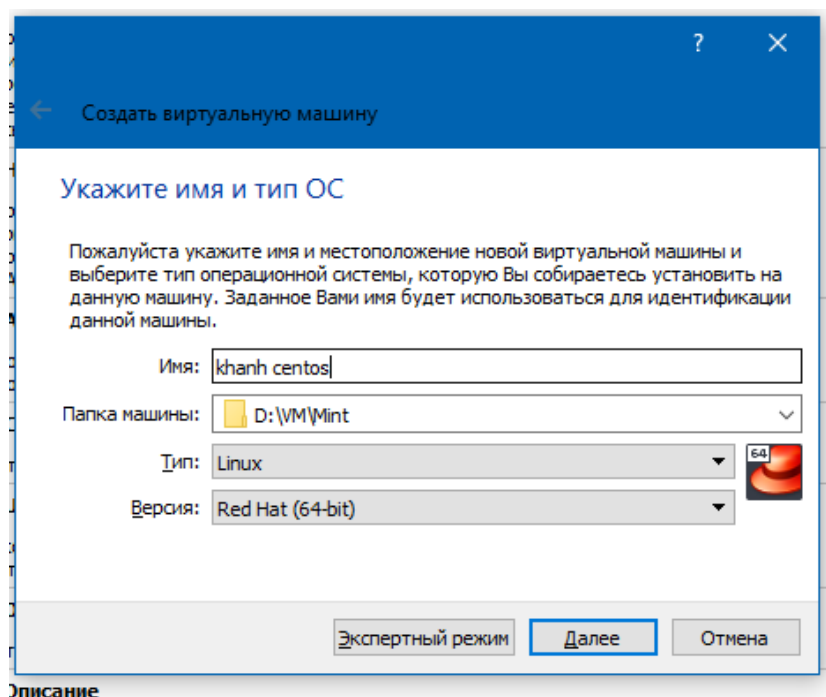 ?
Создать виртуальную машину
Укажите имя и тип ОС
Пожалуйста укажите имя и местоположение новой виртуальной машины и
выберите тип операционной системы, которую Вы собираетесь установить на
данную машину. Заданное Вами имя будет использоваться для идентификации
данной машины.
Имя: khanh centos
Папка машины: D:\VM\Mint
Тип: Linux
64
Версия: Red Hat (64-bit)
Экспертный режим Далее Отмена
Описание